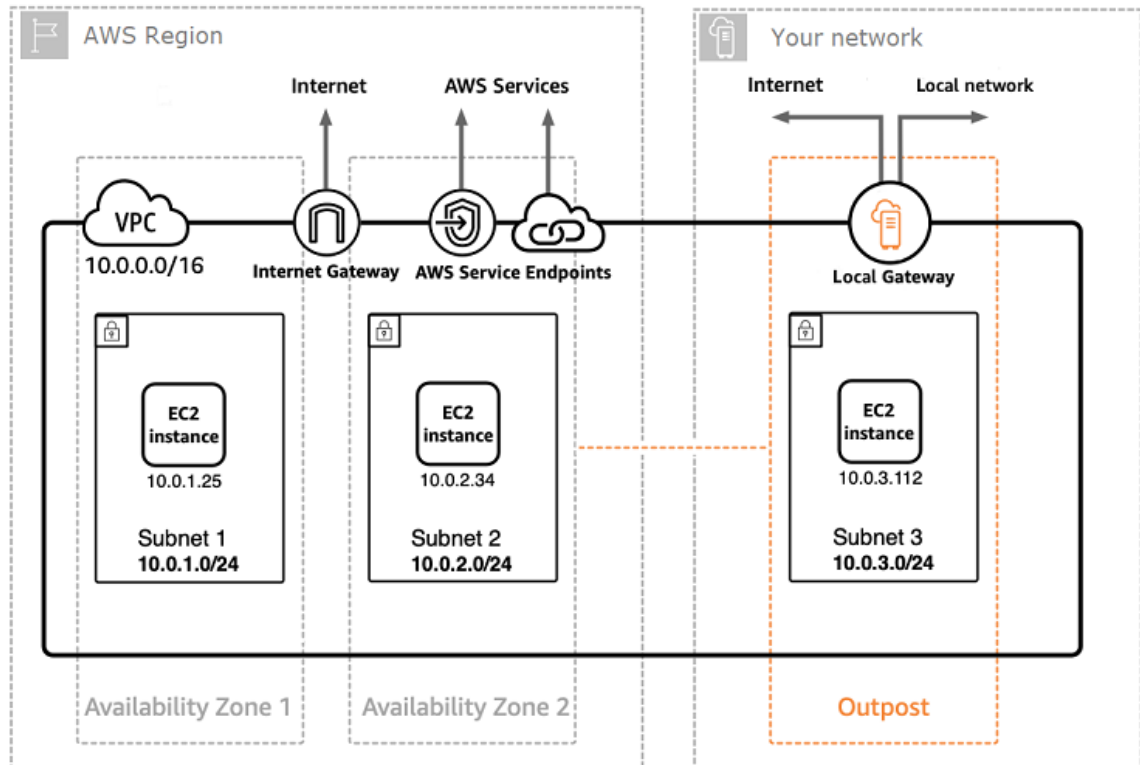 AWS Region
Your network
Internet
AWS Services
Internet
Local network
VPC
10.0.0.0/16
Internet Gateway
AWS Service Endpoints
Local Gateway
EC2
instance
10.0.1.25
Subnet 1
10.0.1.0/24
EC2
instance
10.0.2.34
Subnet 2
10.0.2.0/24
EC2
instance
10.0.3.112
Subnet 3
10.0.3.0/24
Availability Zone 1
Availability Zone 2
Outpost